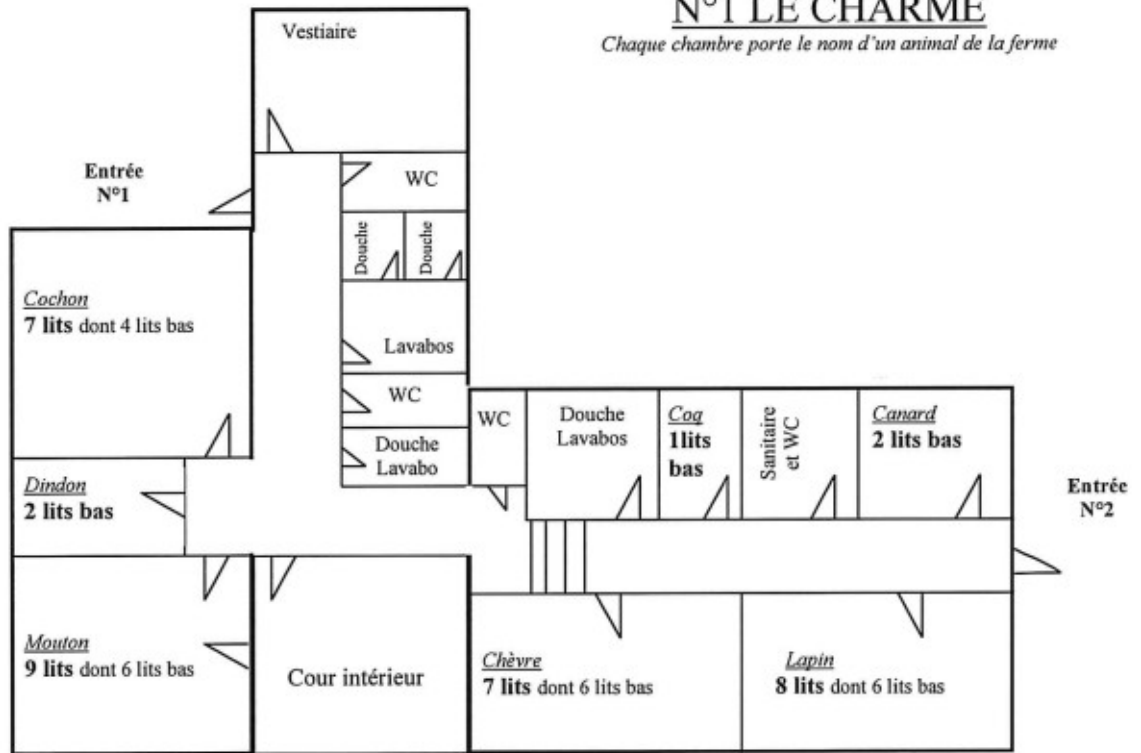 N°1 LE CHARME
Chaque chambre porte le nom d'un animal de la ferme
Vestiaire
Entrée
N°1
WC
Douche
Douche
Cochon
7 lits dont 4 lits bas
Lavabos
WC
Douche
Lavabo
WC
Douche
Lavabos
Coq
1lits
bas
Sanitaire
et WC
Canard
2 lits bas
Entrée
N°2
Dindon
2 lits bas
Mouton
9 lits dont 6 lits bas
Cour intérieur
Chèvre
7 lits dont 6 lits bas
Lapin
8 lits dont 6 lits bas